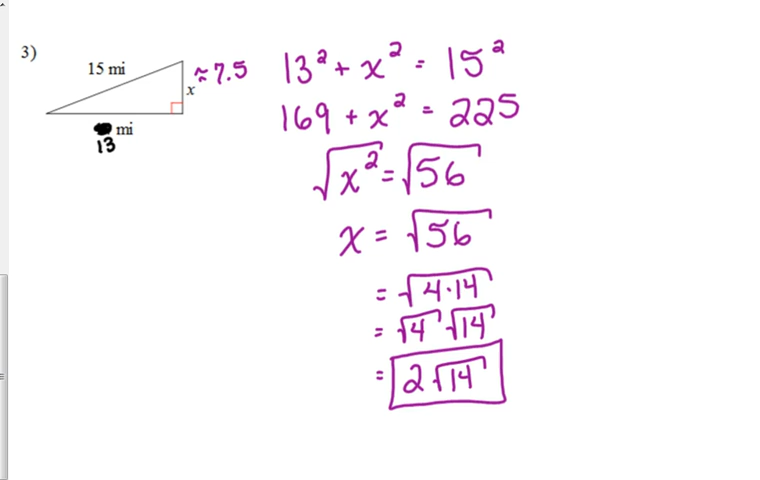 3)
15 mi
x
≈7.5
mi
13
13² + x² = 15²
169 + x² = 225
√x² = √56
x = √56
= √4·14
= √4 √14
= 2√14